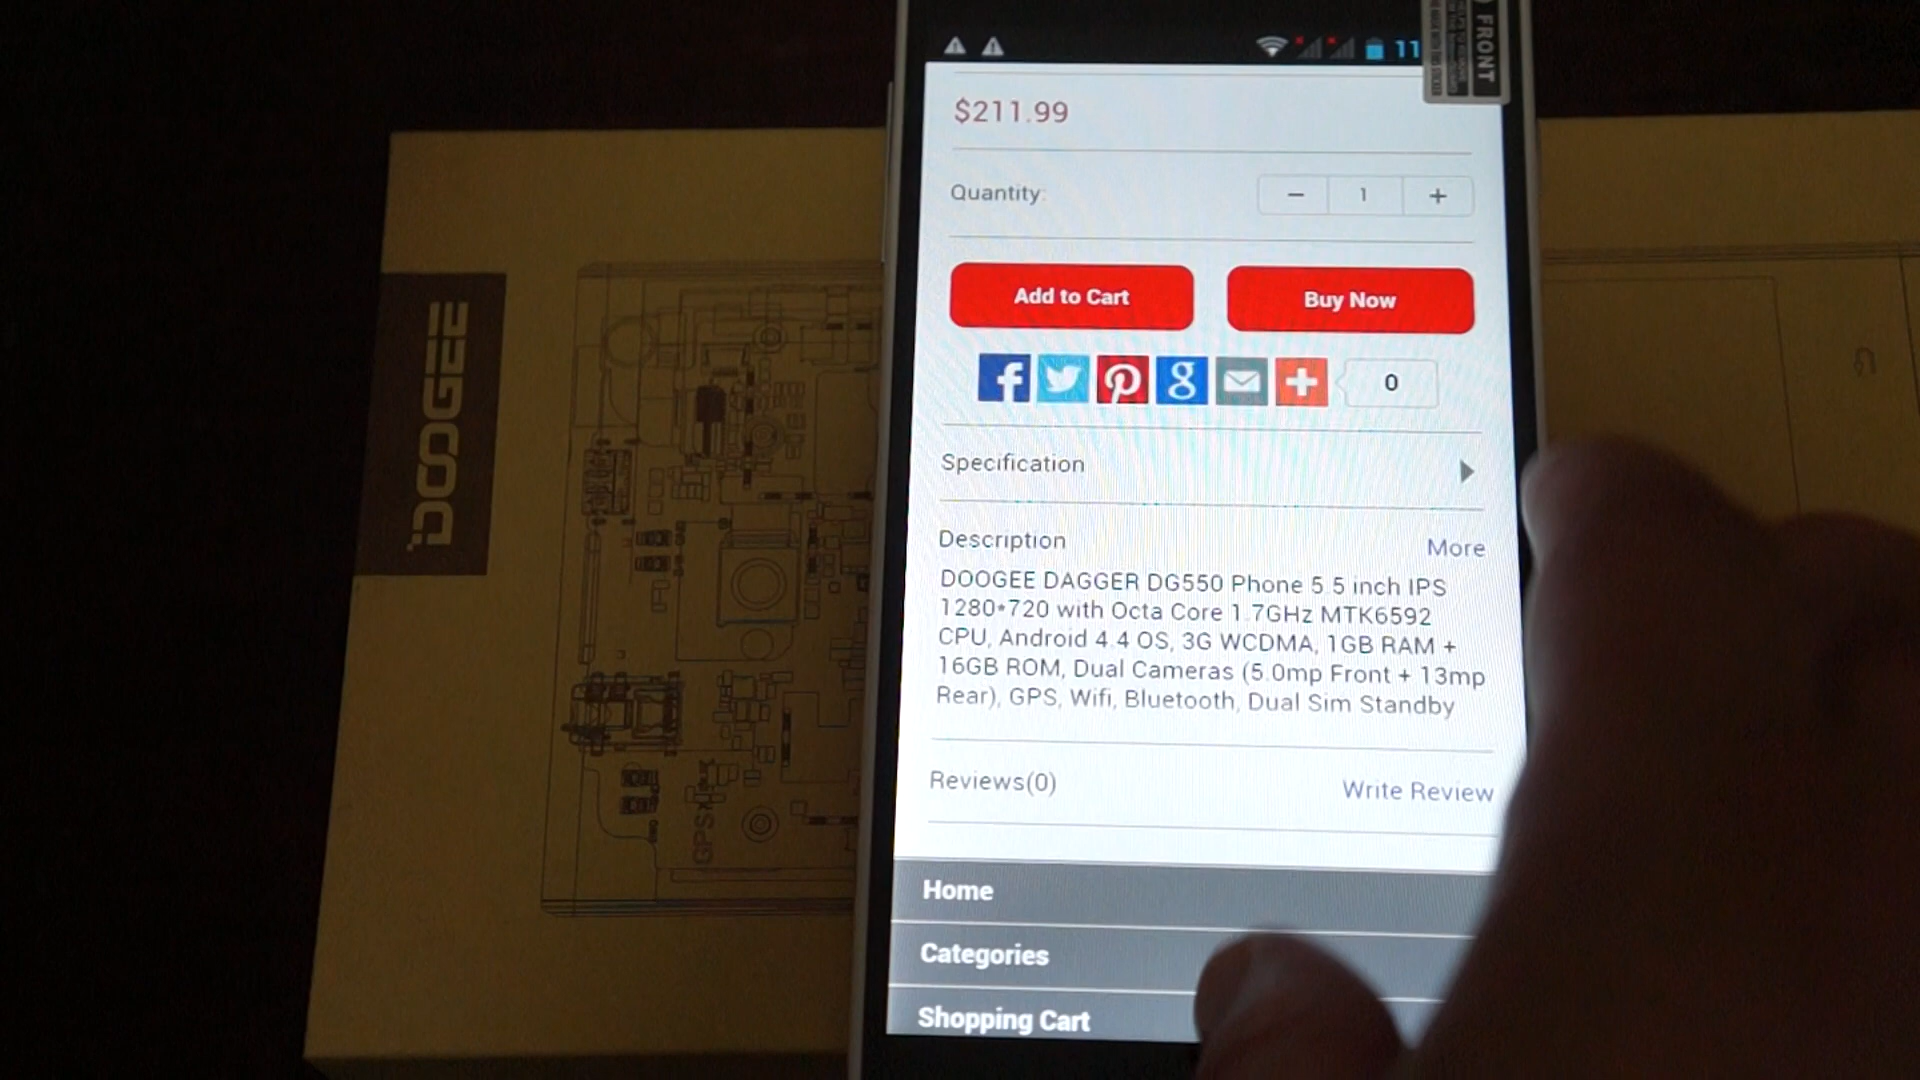 11
FRONT
$211.99
Quantity:
− 1 +
Add to Cart
Buy Now
0
Specification
Description
More
DOOGEE DAGGER DG550 Phone 5.5 inch IPS
1280*720 with Octa Core 1.7GHz MTK6592
CPU, Android 4.4 OS, 3G WCDMA, 1GB RAM +
16GB ROM, Dual Cameras (5.0mp Front + 13mp
Rear), GPS, Wifi, Bluetooth, Dual Sim Standby
Reviews(0)
Write Review
Home
Categories
Shopping Cart
DOOGEE
GPS